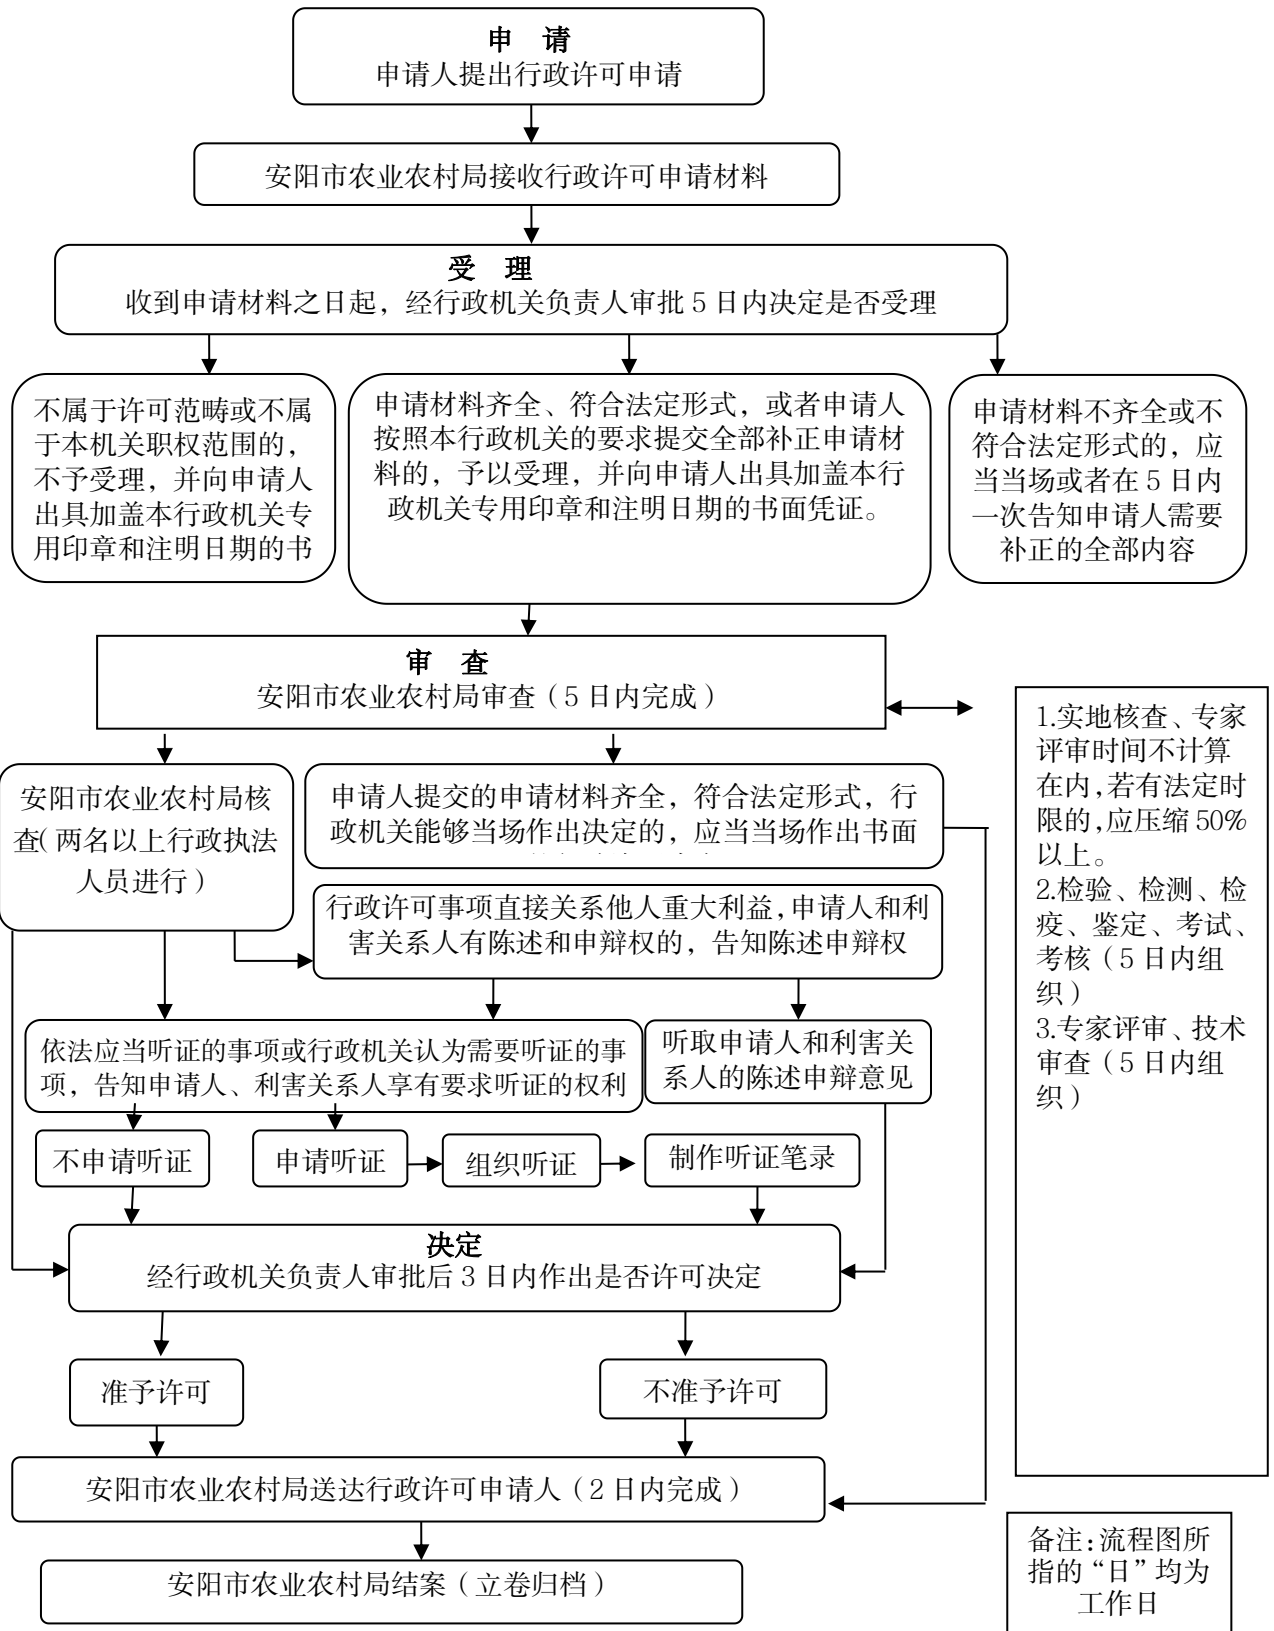 申 请
申请人提出行政许可申请
安阳市农业农村局接收行政许可申请材料
受 理
收到申请材料之日起，经行政机关负责人审批 5 日内决定是否受理
不属于许可范畴或不属
于本机关职权范围的，
不予受理，并向申请人
出具加盖本行政机关专
用印章和注明日期的书
申请材料齐全、符合法定形式，或者申请人
按照本行政机关的要求提交全部补正申请材
料的，予以受理，并向申请人出具加盖本行
政机关专用印章和注明日期的书面凭证。
申请材料不齐全或不
符合法定形式的，应
当当场或者在 5 日内
一次告知申请人需要
补正的全部内容
审 查
安阳市农业农村局审查（5 日内完成）
安阳市农业农村局核
查（两名以上行政执法
人员进行）
申请人提交的申请材料齐全，符合法定形式，行
政机关能够当场作出决定的，应当当场作出书面
行政许可事项直接关系他人重大利益，申请人和利
害关系人有陈述和申辩权的，告知陈述申辩权
依法应当听证的事项或行政机关认为需要听证的事
项，告知申请人、利害关系人享有要求听证的权利
听取申请人和利害关
系人的陈述申辩意见
不申请听证
申请听证
组织听证
制作听证笔录
决定
经行政机关负责人审批后 3 日内作出是否许可决定
准予许可
不准予许可
安阳市农业农村局送达行政许可申请人（2 日内完成）
安阳市农业农村局结案（立卷归档）
1.实地核查、专家
评审时间不计算
在内，若有法定时
限的，应压缩 50%
以上。
2.检验、检测、检
疫、鉴定、考试、
考核（5 日内组
织）
3.专家评审、技术
审查（5 日内组
织）
备注：流程图所
指的“日”均为
工作日